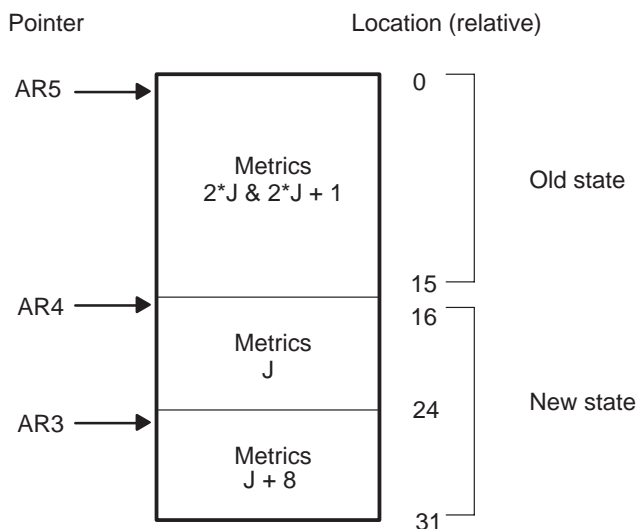 Pointer
Location (relative)
AR5
0
Metrics
2*J & 2*J + 1
Old state
15
AR4
16
Metrics
J
24
New state
AR3
Metrics
J + 8
31